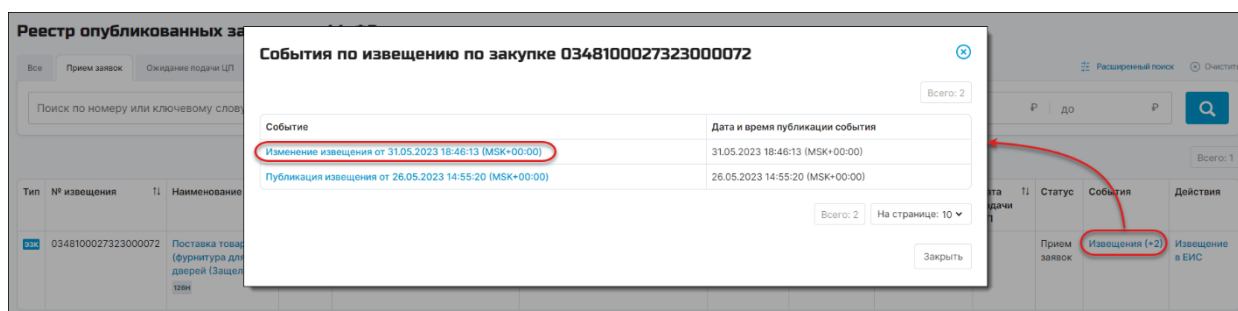 Реестр опубликованных за
События по извещению по закупке 0348100027323000072
Все
Прием заявок
Ожидание подачи ЦП
Расширенный поиск
Очистить
Всего: 2
Поиск по номеру или ключевому слову
₽
до
₽
Событие
Дата и время публикации события
Изменение извещения от 31.05.2023 18:46:13 (MSK+00:00)
31.05.2023 18:46:13 (MSK+00:00)
Всего: 1
Публикация извещения от 26.05.2023 14:55:20 (MSK+00:00)
26.05.2023 14:55:20 (MSK+00:00)
Тип
№ извещения
Наименование
Статус
События
Действия
Всего: 2
На странице: 10
ЭЗК
0348100027323000072
Поставка товар
(фурнитура для
дверей (Защел
126Н
Прием
заявок
Извещения (+2)
Извещение
в ЕИС
Закрыть